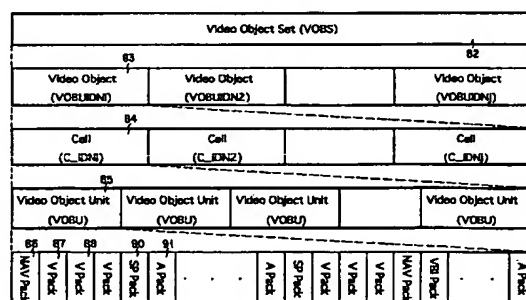 Video Object Set (VOBS)
83 82
Video Object Video Object Video Object
(VOBUIDN1) (VOBUIDN2) (VOBUIDNj)
84
Cell Cell Cell
(C_IDN1) (C_IDN2) (C_IDNj)
85
Video Object Unit Video Object Unit Video Object Unit Video Object Unit
(VOBU) (VOBU) (VOBU) (VOBU)
86 87 88 90 91
NAV Pack V Pack V Pack V Pack SP Pack A Pack . . . A Pack SP Pack V Pack V Pack V Pack NAV Pack VBI Pack . . A Pack